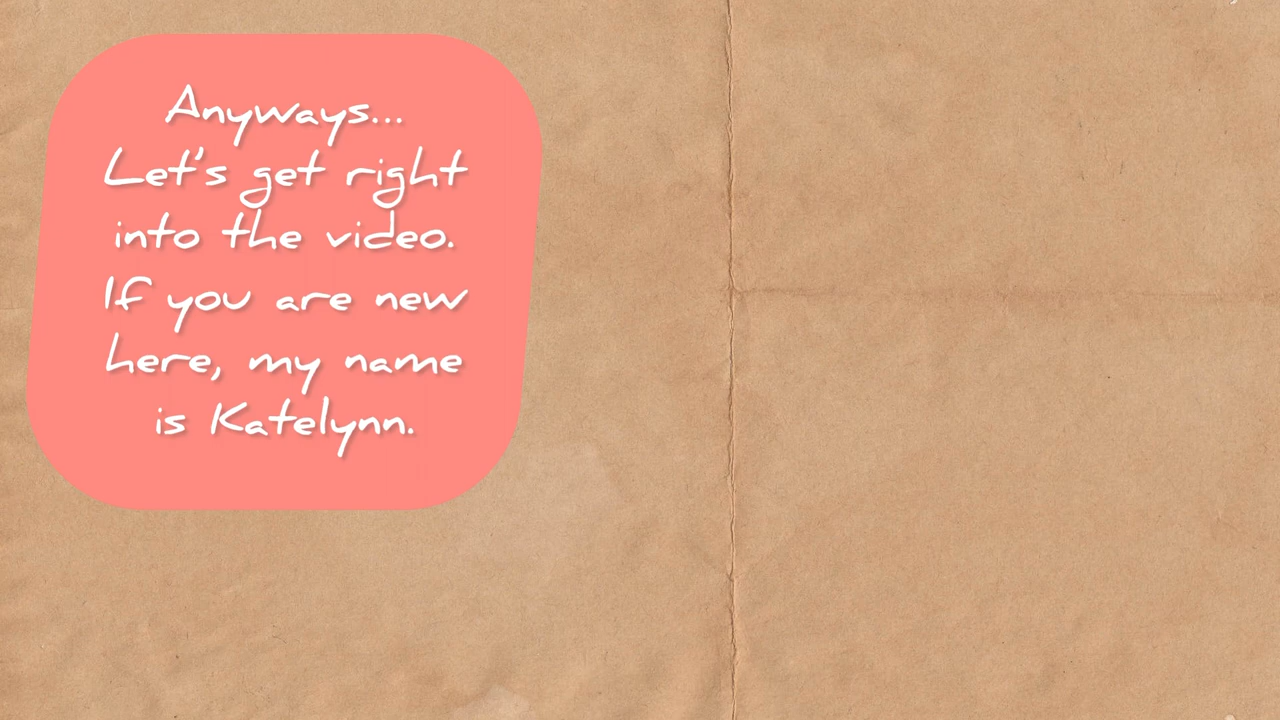 Anyways...
Let's get right
into the video.
If you are new
here, my name
is Katelynn.